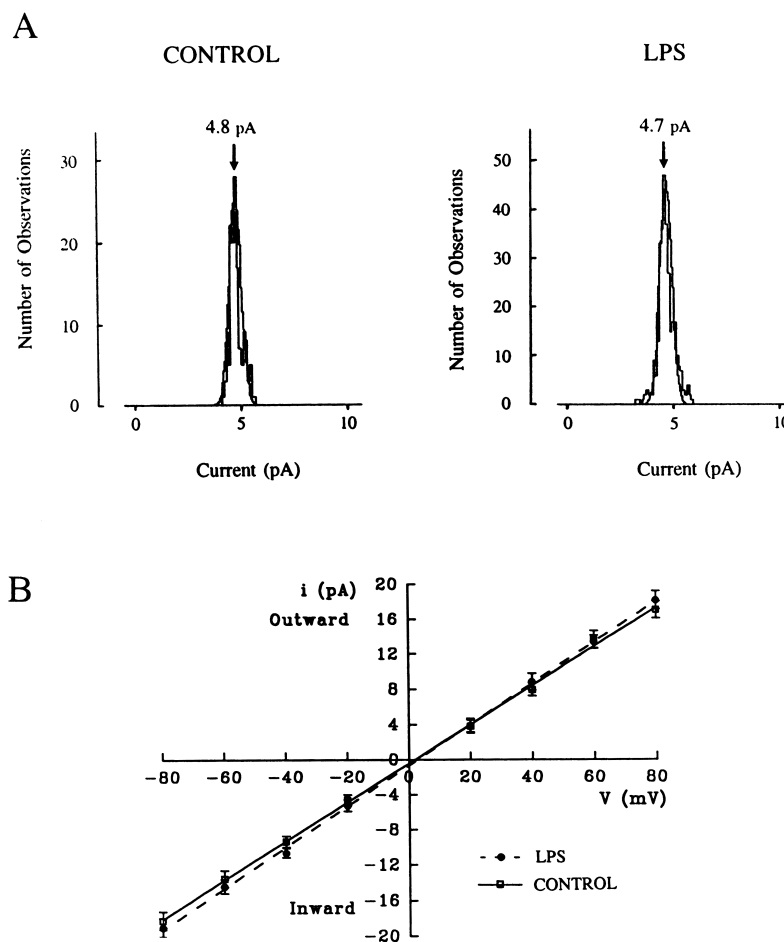 A
CONTROL
LPS
4.8 pA
4.7 pA
Number of Observations
30
20
10
0
0
5
10
Current (pA)
Number of Observations
50
40
30
20
10
0
0
5
10
Current (pA)
B
i (pA)
Outward
20
16
12
8
4
0
-4
-8
-12
-16
-20
-80
-60
-40
-20
0
20
40
60
80
V (mV)
LPS
CONTROL
Inward